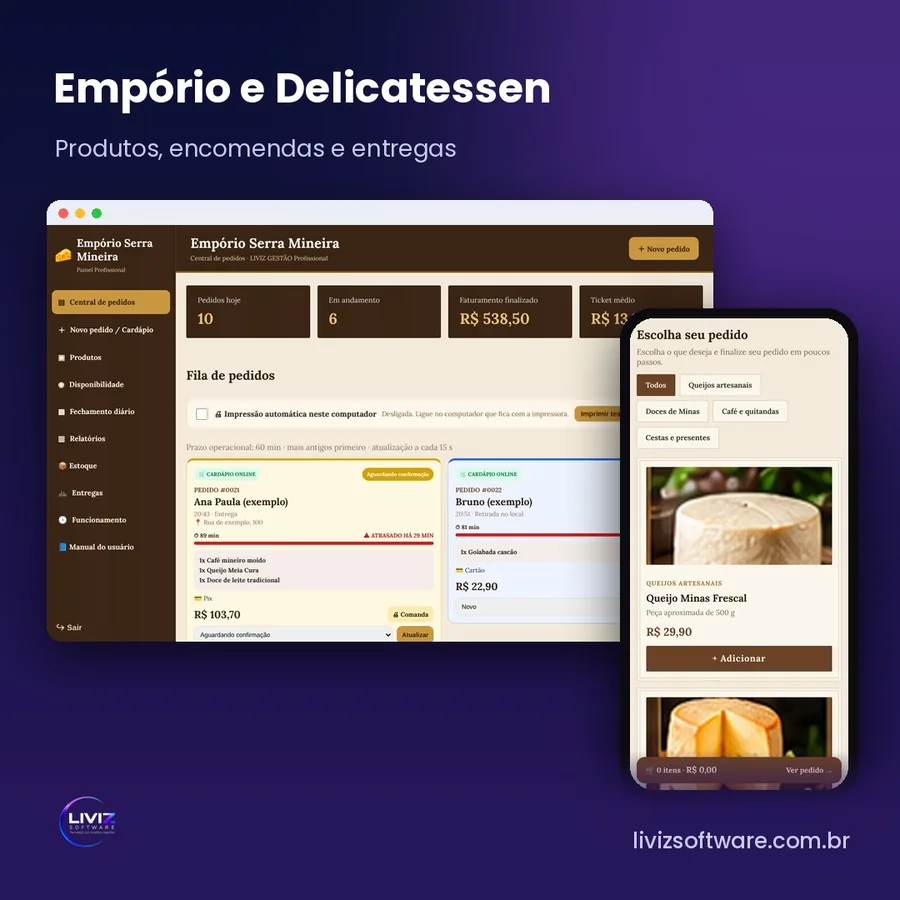 Empório e Delicatessen
Produtos, encomendas e entregas
Empório Serra
Mineira
Painel Profissional
Central de pedidos
+ Novo pedido / Cardápio
Produtos
Disponibilidade
Fechamento diário
Relatórios
Estoque
Entregas
Funcionamento
Manual do usuário
Sair
Empório Serra Mineira
Central de pedidos · LIVIZ GESTÃO Profissional
+ Novo pedido
Pedidos hoje
10
Em andamento
6
Faturamento finalizado
R$ 538,50
Ticket médio
R$ 13
Fila de pedidos
Impressão automática neste computador Desligada. Ligue no computador que fica com a impressora. Imprimir tes
Prazo operacional: 60 min · mais antigos primeiro · atualização a cada 15 s
CARDÁPIO ONLINE Aguardando confirmação
PEDIDO #0021
Ana Paula (exemplo)
20:43 · Entrega
Rua de exemplo, 100
89 min ATRASADO HÁ 29 MIN
1x Café mineiro moído
1x Queijo Meia Cura
1x Doce de leite tradicional
Pix
R$ 103,70 Comanda
Aguardando confirmação Atualizar
CARDÁPIO ONLINE
PEDIDO #0022
Bruno (exemplo)
20:51 · Retirada no local
81 min
1x Goiabada cascão
Cartão
R$ 22,90
Novo
Escolha seu pedido
Escolha o que deseja e finalize seu pedido em poucos
passos.
Todos Queijos artesanais
Doces de Minas Café e quitandas
Cestas e presentes
QUEIJOS ARTESANAIS
Queijo Minas Frescal
Peça aproximada de 500 g
R$ 29,90
+ Adicionar
0 itens · R$ 0,00 Ver pedido →
LIVIZ
SOFTWARE
livizsoftware.com.br